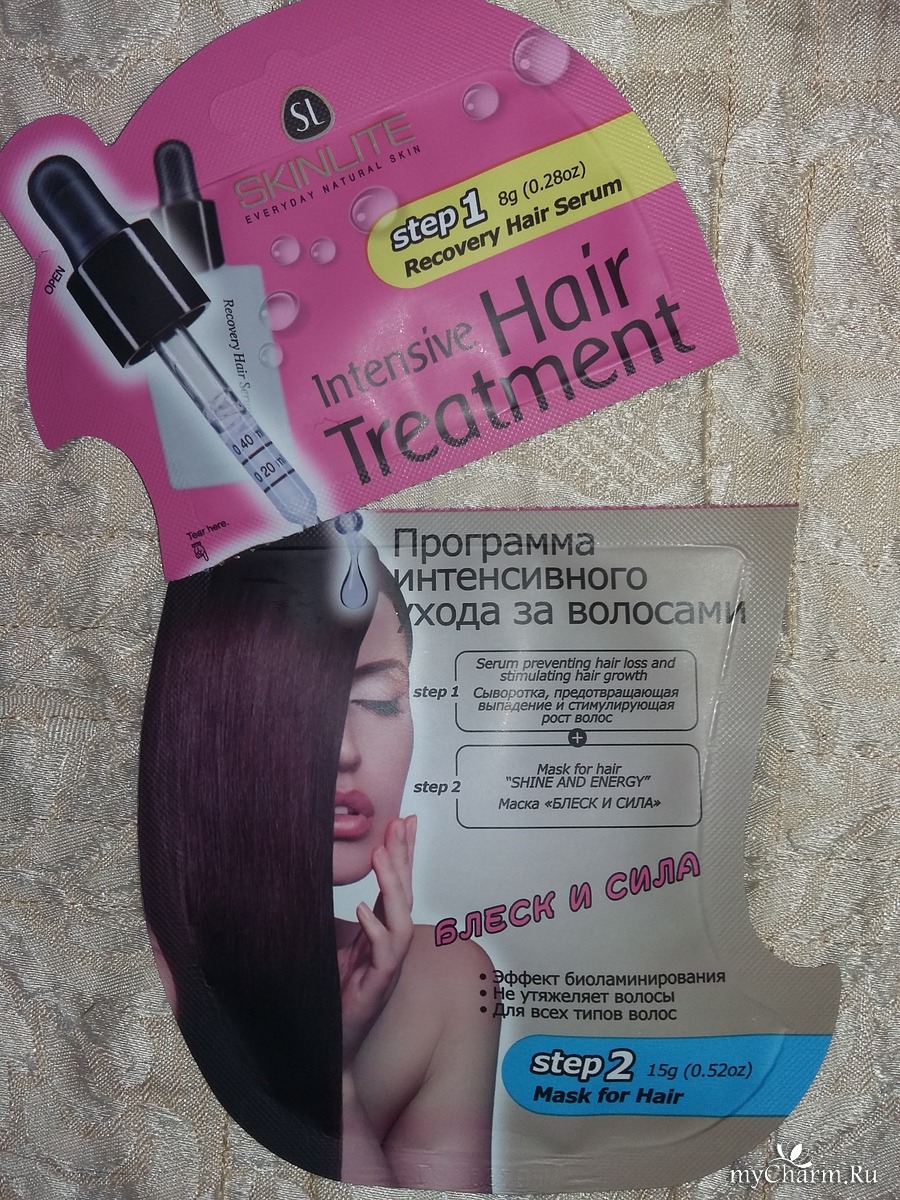 SL
SKINLITE
EVERYDAY NATURAL SKIN
step 1 8g (0.28oz)
Recovery Hair Serum
OPEN
Recovery Hair
Intensive Hair
Treatment
0 40
0 20
Tear here.
Программа
интенсивного
ухода за волосами
step 1
Serum preventing hair loss and
stimulating hair growth
Сыворотка, предотвращающая
выпадение и стимулирующая
рост волос
+
step 2
Mask for hair
"SHINE AND ENERGY"
Маска «БЛЕСК И СИЛА»
БЛЕСК И СИЛА
• Эффект биоламинирования
• Не утяжеляет волосы
• Для всех типов волос
step 2 15g (0.52oz)
Mask for Hair
myCharm.Ru